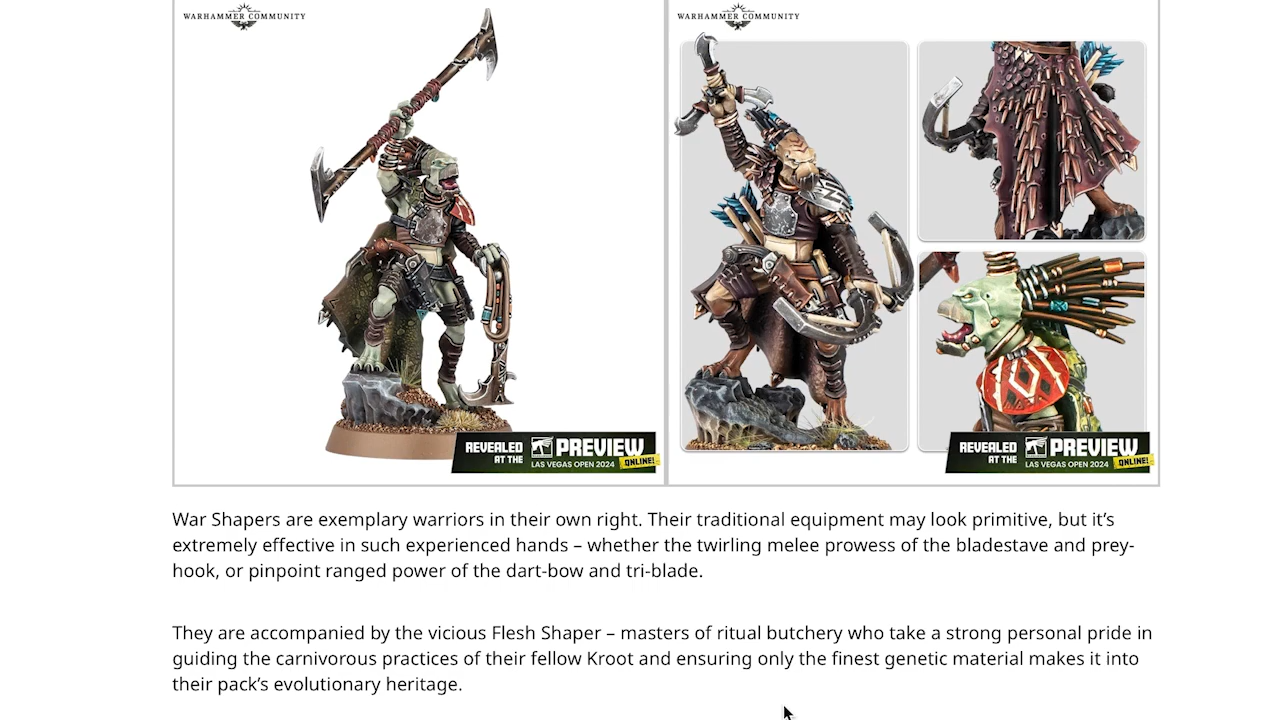 WARHAMMER COMMUNITY
WARHAMMER COMMUNITY
REVEALED AT THE PREVIEW ONLINE!
LAS VEGAS OPEN 2024
REVEALED AT THE PREVIEW ONLINE!
LAS VEGAS OPEN 2024
War Shapers are exemplary warriors in their own right. Their traditional equipment may look primitive, but it’s
extremely effective in such experienced hands – whether the twirling melee prowess of the bladestave and prey-
hook, or pinpoint ranged power of the dart-bow and tri-blade.
They are accompanied by the vicious Flesh Shaper – masters of ritual butchery who take a strong personal pride in
guiding the carnivorous practices of their fellow Kroot and ensuring only the finest genetic material makes it into
their pack’s evolutionary heritage.